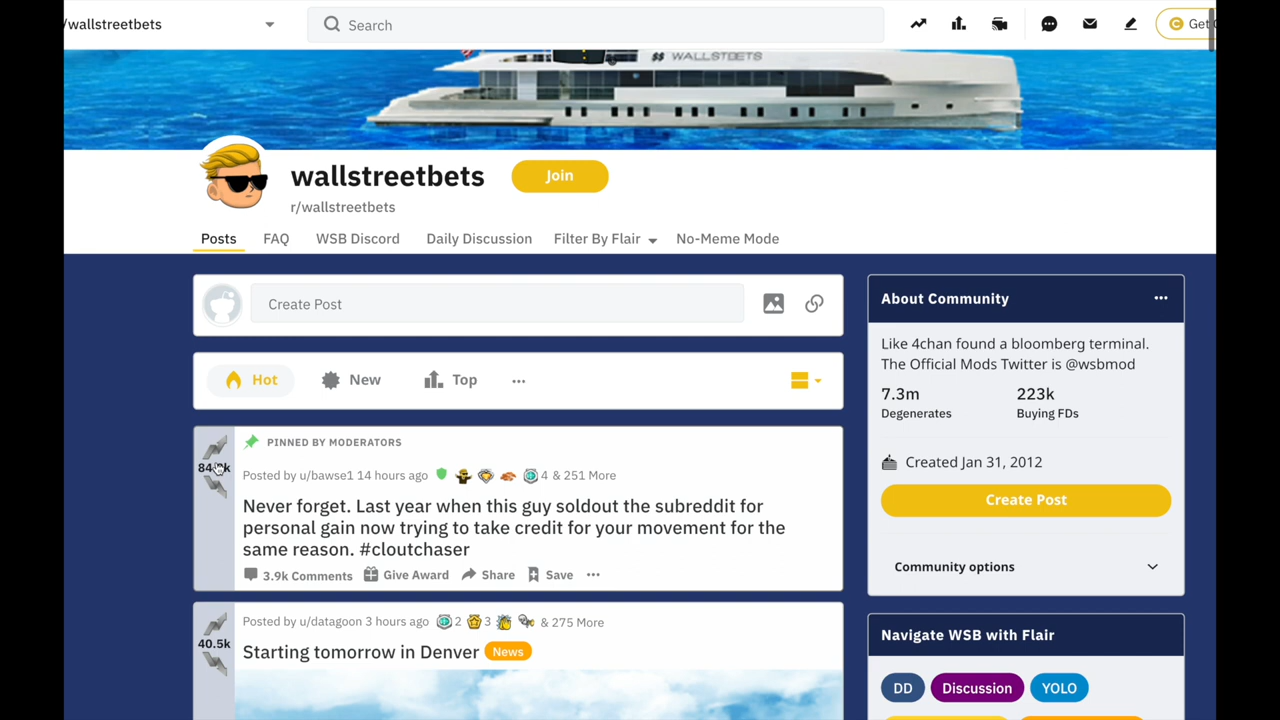 /wallstreetbets
Search
Get
$$ WALLSTBETS
wallstreetbets
Join
r/wallstreetbets
Posts FAQ WSB Discord Daily Discussion Filter By Flair No-Meme Mode
Create Post
Hot New Top
PINNED BY MODERATORS
Posted by u/bawse1 14 hours ago 4 & 251 More
Never forget. Last year when this guy soldout the subreddit for
personal gain now trying to take credit for your movement for the
same reason. #cloutchaser
3.9k Comments Give Award Share Save
40.5k
Posted by u/datagoon 3 hours ago 2 3 & 275 More
Starting tomorrow in Denver News
About Community
Like 4chan found a bloomberg terminal.
The Official Mods Twitter is @wsbmod
7.3m 223k
Degenerates Buying FDs
Created Jan 31, 2012
Create Post
Community options
Navigate WSB with Flair
DD Discussion YOLO